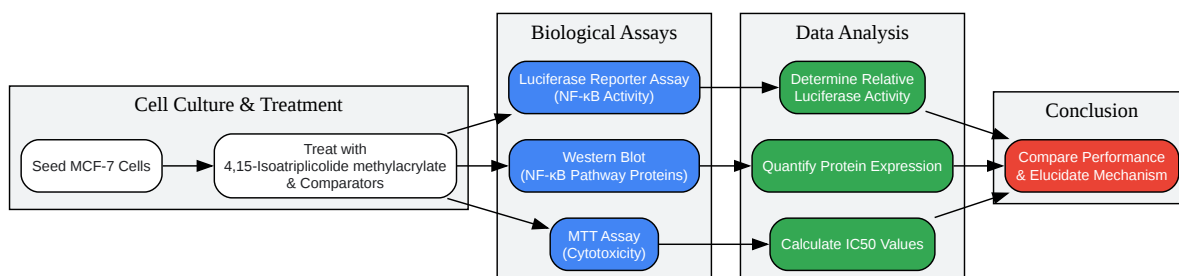 Cell Culture & Treatment
Seed MCF-7 Cells
Treat with
4,15-Isoatriplicolide methylacrylate
& Comparators
Biological Assays
Luciferase Reporter Assay
(NF-κB Activity)
Western Blot
(NF-κB Pathway Proteins)
MTT Assay
(Cytotoxicity)
Data Analysis
Determine Relative
Luciferase Activity
Quantify Protein Expression
Calculate IC50 Values
Conclusion
Compare Performance
& Elucidate Mechanism